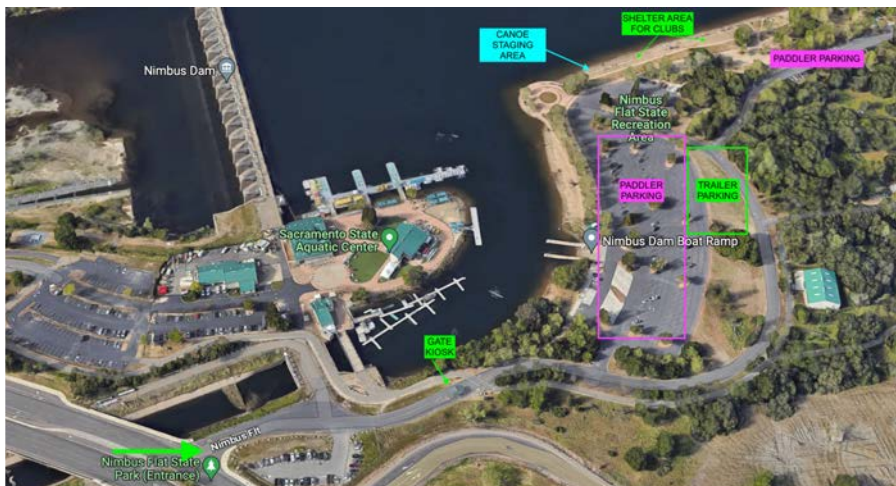 SHELTER AREA
FOR CLUBS
CANOE
STAGING
AREA
PADDLER PARKING
Nimbus Dam
Nimbus
Flat State
Recreation
Area
PADDLER
PARKING
TRAILER
PARKING
Sacramento State
Aquatic Center
Nimbus Dam Boat Ramp
GATE
KIOSK
Nimbus Flt
Nimbus Flat State
Park (Entrance)